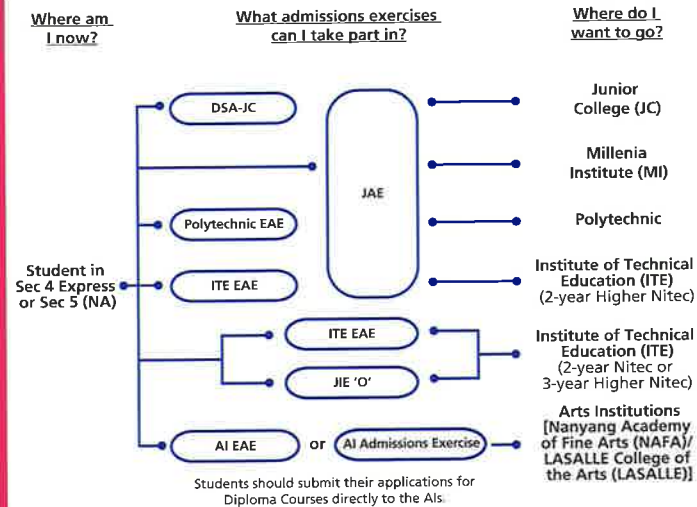 Where am
I now?
What admissions exercises
can I take part in?
Where do I
want to go?
DSA-JC
Junior
College (JC)
Millenia
Institute (MI)
JAE
Polytechnic EAE
Polytechnic
Student in
Sec 4 Express
or Sec 5 (NA)
ITE EAE
Institute of Technical
Education (ITE)
(2-year Higher Nitec)
ITE EAE
JIE 'O'
Institute of Technical
Education (ITE)
(2-year Nitec or
3-year Higher Nitec)
AI EAE
or
AI Admissions Exercise
Arts Institutions
[Nanyang Academy
of Fine Arts (NAFA)/
LASALLE College of
the Arts (LASALLE)]
Students should submit their applications for
Diploma Courses directly to the AIs.